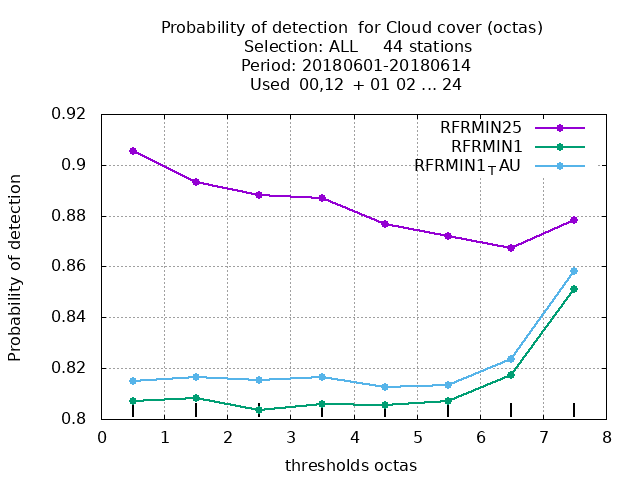 Probability of detection  for Cloud cover (octas)
Selection: ALL     44 stations
Period: 20180601-20180614
Used  00,12  + 01 02 ... 24
RFRMIN25
RFRMIN1
RFRMIN1TAU
Probability of detection
0.92
0.9
0.88
0.86
0.84
0.82
0.8
0 1 2 3 4 5 6 7 8
thresholds octas